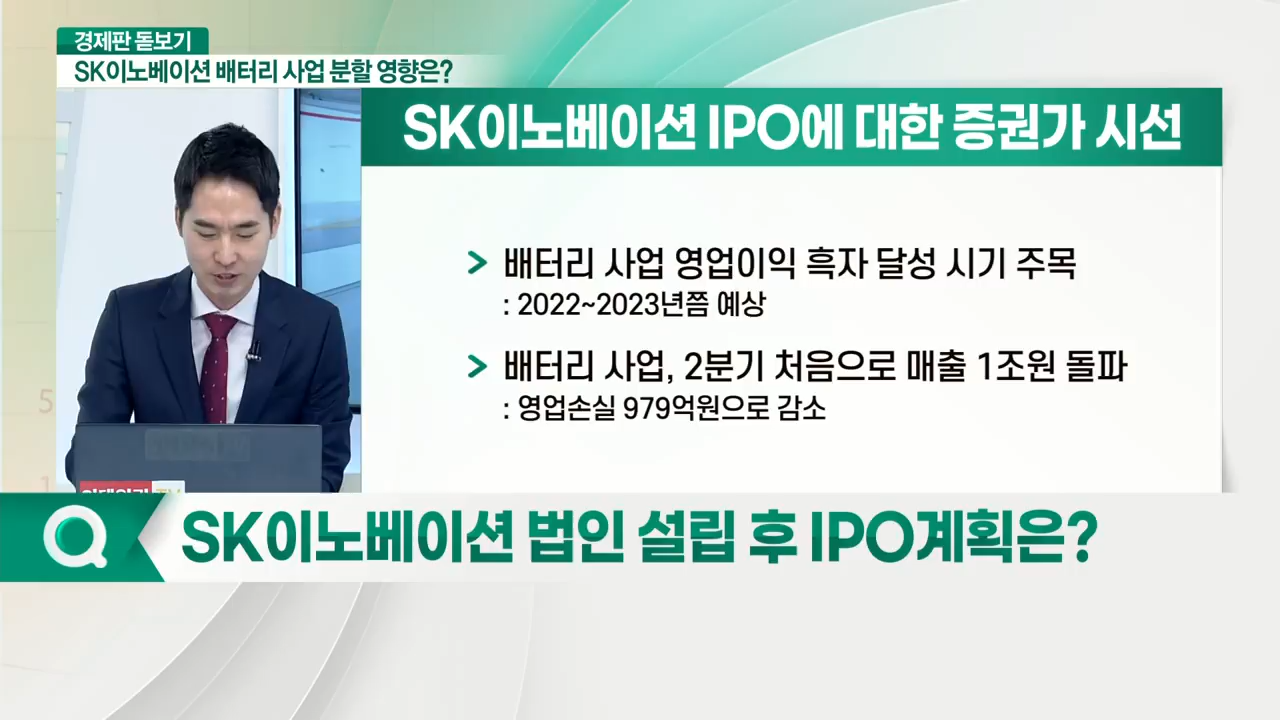 경제판 돋보기
SK이노베이션 배터리 사업 분할 영향은?
SK이노베이션 IPO에 대한 증권가 시선
> 배터리 사업 영업이익 흑자 달성 시기 주목
: 2022~2023년쯤 예상
> 배터리 사업, 2분기 처음으로 매출 1조원 돌파
: 영업손실 979억원으로 감소
5
1
SK이노베이션 법인 설립 후 IPO계획은?